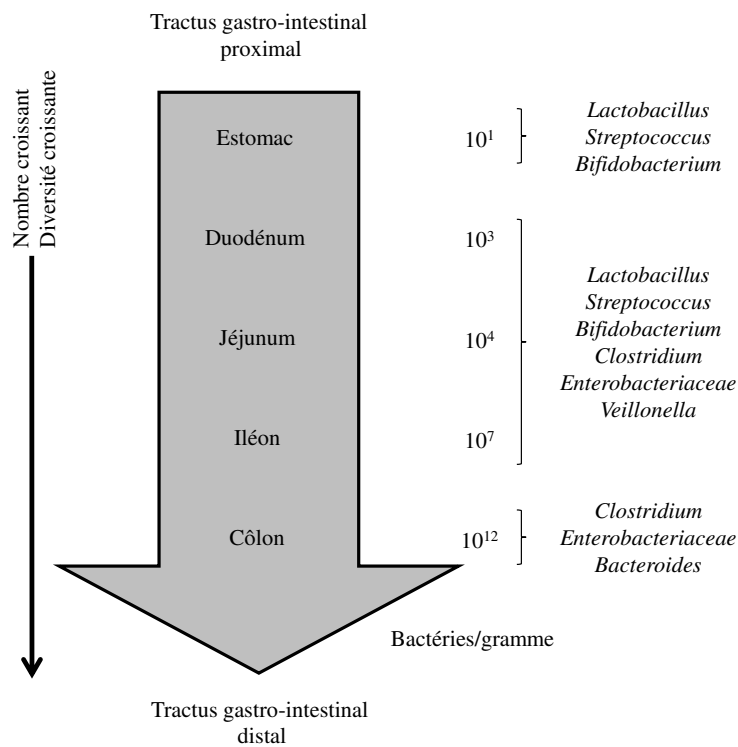 Tractus gastro-intestinal
proximal
Nombre croissant
Diversité croissante
Estomac
10¹
Lactobacillus
Streptococcus
Bifidobacterium
Duodénum
10³
Jéjunum
10⁴
Iléon
10⁷
Lactobacillus
Streptococcus
Bifidobacterium
Clostridium
Enterobacteriaceae
Veillonella
Côlon
10¹²
Clostridium
Enterobacteriaceae
Bacteroides
Bactéries/gramme
Tractus gastro-intestinal
distal